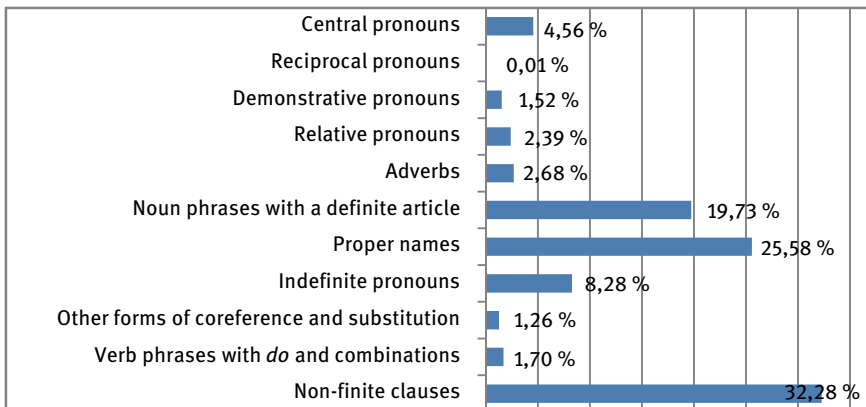 Central pronouns 4,56 %
Reciprocal pronouns 0,01 %
Demonstrative pronouns 1,52 %
Relative pronouns 2,39 %
Adverbs 2,68 %
Noun phrases with a definite article 19,73 %
Proper names 25,58 %
Indefinite pronouns 8,28 %
Other forms of coreference and substitution 1,26 %
Verb phrases with do and combinations 1,70 %
Non-finite clauses 32,28 %